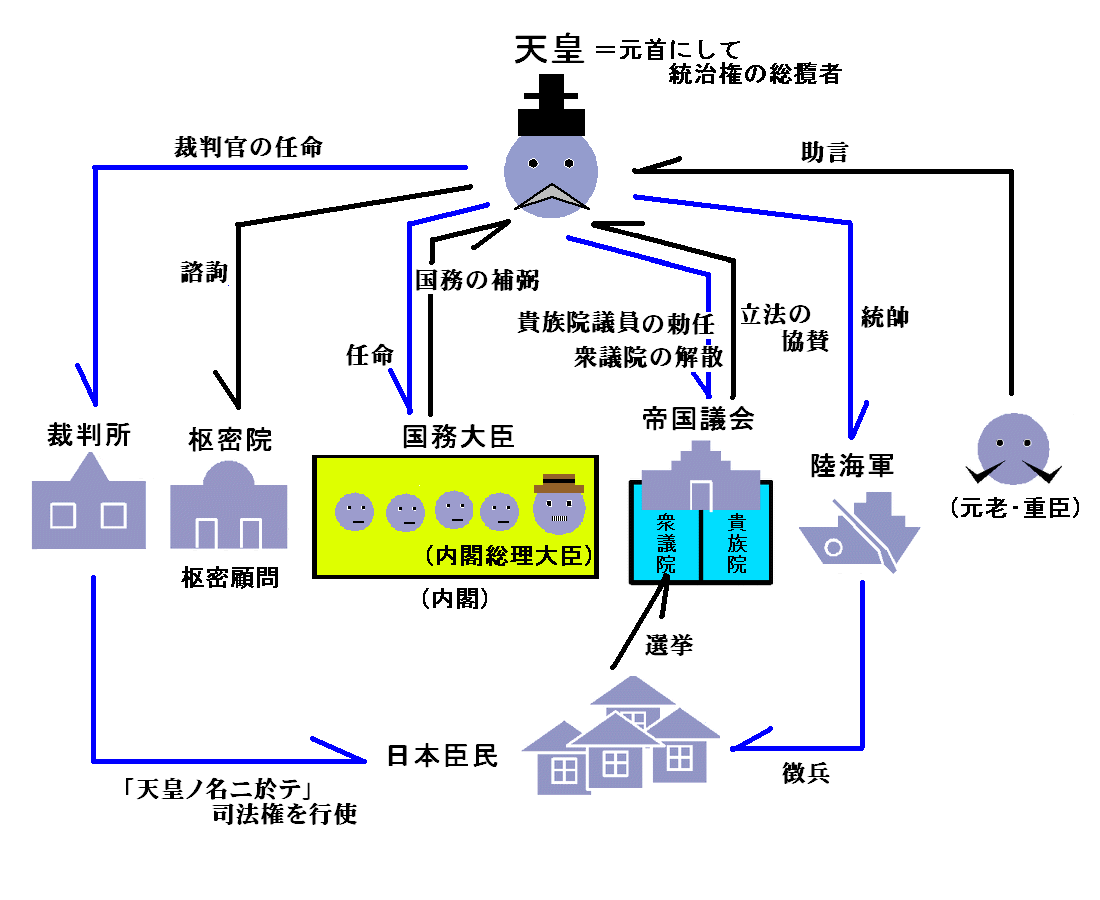 天皇 =元首にして
統治権の総攬者
裁判官の任命
助言
諮詢
国務の補弼
任命
貴族院議員の勅任
衆議院の解散
立法の
協賛
統帥
裁判所
枢密院
国務大臣
帝国議会
陸海軍
(元老・重臣)
衆議院
貴族院
(内閣総理大臣)
枢密顧問
(内閣)
選挙
日本臣民
徴兵
「天皇ノ名ニ於テ」
司法権を行使